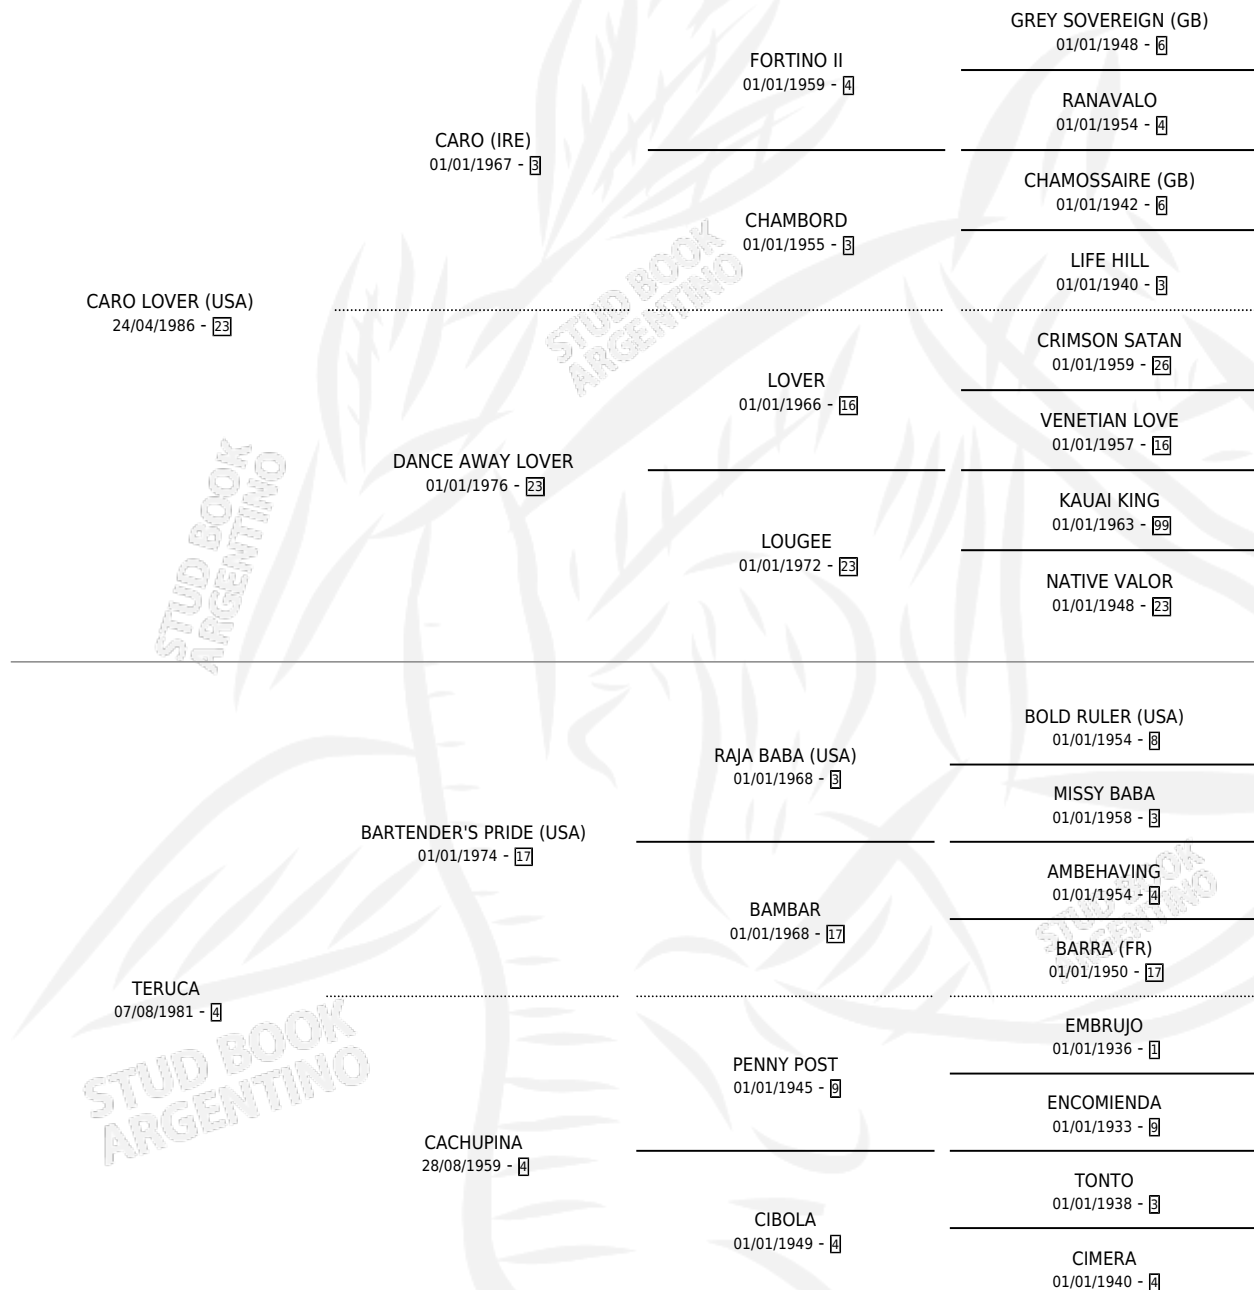 GREY SOVEREIGN (GB)
01/01/1948 - 6
FORTINO II
01/01/1959 - 4
RANAVALO
01/01/1954 - 4
CARO (IRE)
01/01/1967 - 3
CHAMOSSAIRE (GB)
01/01/1942 - 6
CHAMBORD
01/01/1955 - 3
LIFE HILL
01/01/1940 - 3
CARO LOVER (USA)
24/04/1986 - 23
CRIMSON SATAN
01/01/1959 - 26
LOVER
01/01/1966 - 16
VENETIAN LOVE
01/01/1957 - 16
DANCE AWAY LOVER
01/01/1976 - 23
KAUAI KING
01/01/1963 - 99
LOUGEE
01/01/1972 - 23
NATIVE VALOR
01/01/1948 - 23
BOLD RULER (USA)
01/01/1954 - 8
RAJA BABA (USA)
01/01/1968 - 3
MISSY BABA
01/01/1958 - 3
BARTENDER'S PRIDE (USA)
01/01/1974 - 17
AMBEHAVING
01/01/1954 - 4
BAMBAR
01/01/1968 - 17
BARRA (FR)
01/01/1950 - 17
TERUCA
07/08/1981 - 4
EMBRUJO
01/01/1936 - 1
PENNY POST
01/01/1945 - 9
ENCOMIENDA
01/01/1933 - 9
CACHUPINA
28/08/1959 - 4
TONTO
01/01/1938 - 3
CIBOLA
01/01/1949 - 4
CIMERA
01/01/1940 - 4
STUD BOOK
ARGENTINO
STUD BOOK
ARGENTINO
STUD BOOK
ARGENTINO
STUD BOOK
ARGENTINO